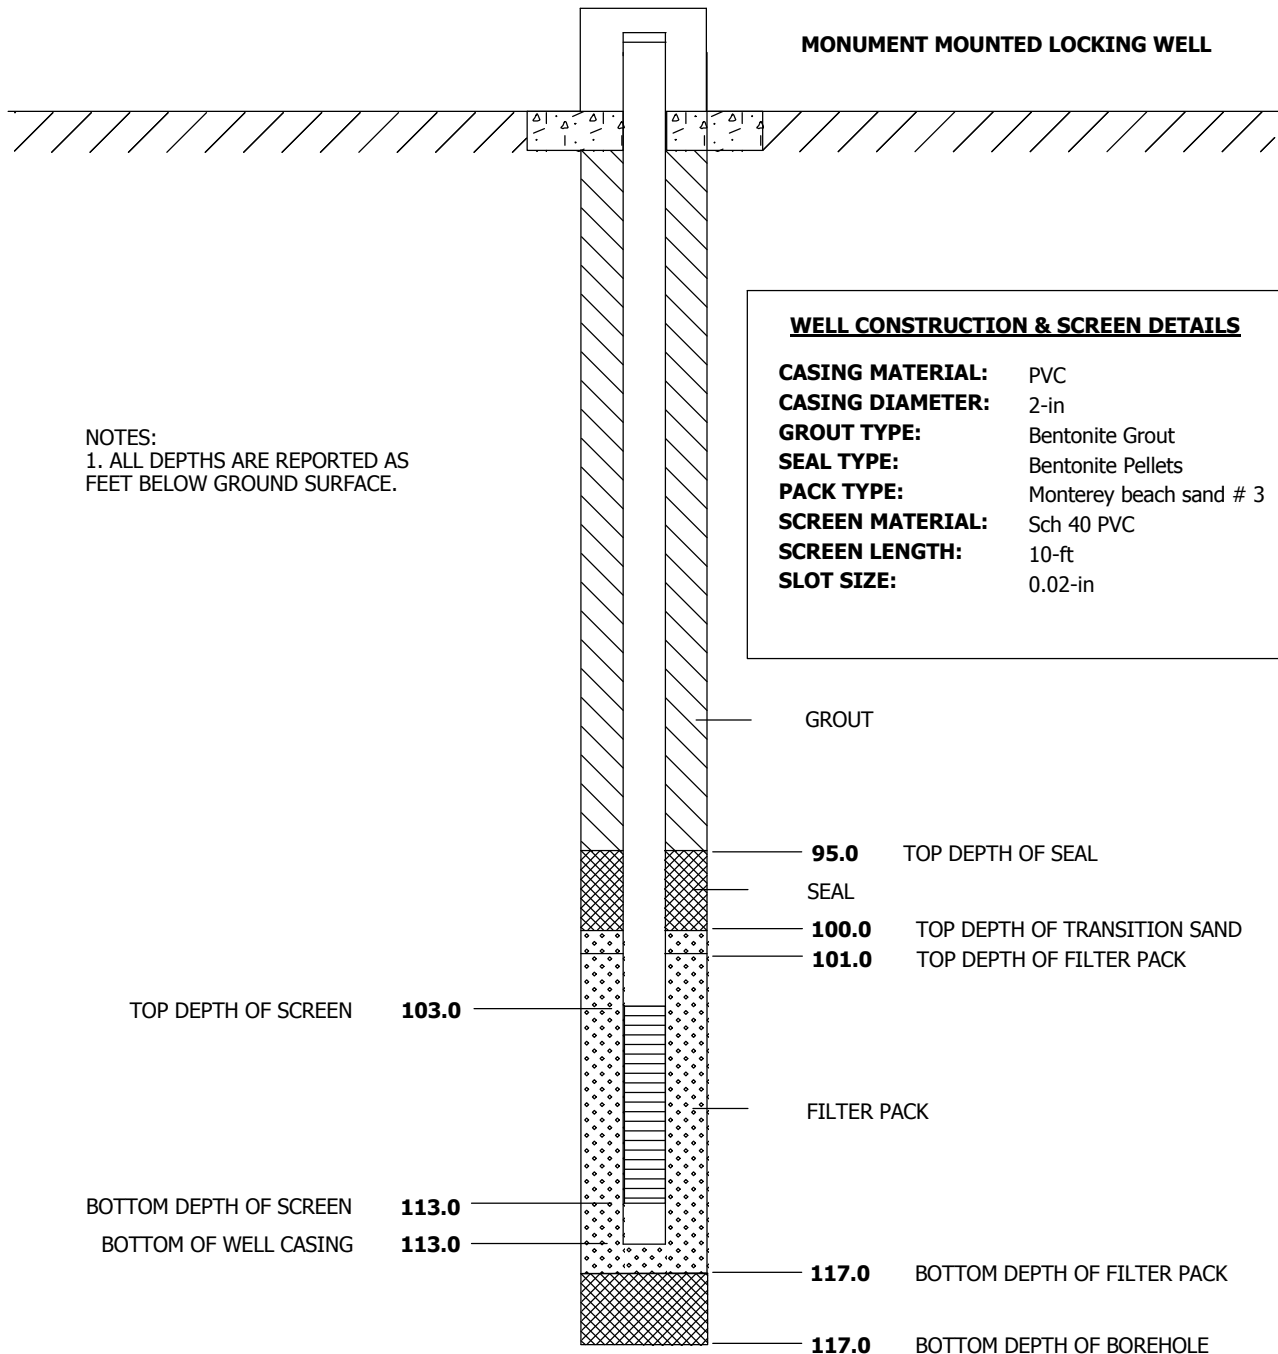 MONUMENT MOUNTED LOCKING WELL
WELL CONSTRUCTION & SCREEN DETAILS
CASING MATERIAL: PVC
CASING DIAMETER: 2-in
GROUT TYPE: Bentonite Grout
SEAL TYPE: Bentonite Pellets
PACK TYPE: Monterey beach sand # 3
SCREEN MATERIAL: Sch 40 PVC
SCREEN LENGTH: 10-ft
SLOT SIZE: 0.02-in
NOTES:
1. ALL DEPTHS ARE REPORTED AS
FEET BELOW GROUND SURFACE.
GROUT
95.0 TOP DEPTH OF SEAL
SEAL
100.0 TOP DEPTH OF TRANSITION SAND
101.0 TOP DEPTH OF FILTER PACK
TOP DEPTH OF SCREEN 103.0
FILTER PACK
BOTTOM DEPTH OF SCREEN 113.0
BOTTOM OF WELL CASING 113.0
117.0 BOTTOM DEPTH OF FILTER PACK
117.0 BOTTOM DEPTH OF BOREHOLE